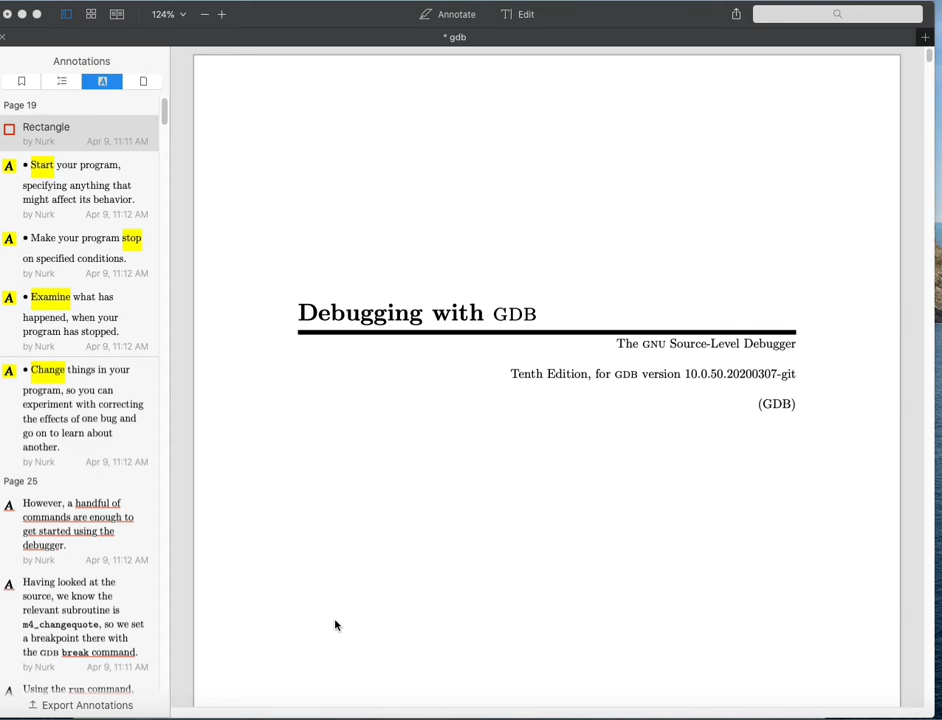 124%
Annotate
Edit
* gdb
Annotations
Page 19
Rectangle
by Nurk Apr 9, 11:11 AM
• Start your program,
specifying anything that
might affect its behavior.
by Nurk Apr 9, 11:12 AM
• Make your program stop
on specified conditions.
by Nurk Apr 9, 11:12 AM
• Examine what has
happened, when your
program has stopped.
by Nurk Apr 9, 11:12 AM
• Change things in your
program, so you can
experiment with correcting
the effects of one bug and
go on to learn about
another.
by Nurk Apr 9, 11:12 AM
Page 25
However, a handful of
commands are enough to
get started using the
debugger.
by Nurk Apr 9, 11:12 AM
Having looked at the
source, we know the
relevant subroutine is
m4_changequote, so we set
a breakpoint there with
the GDB break command.
by Nurk Apr 9, 11:11 AM
Using the run command,
Export Annotations
Debugging with GDB
The GNU Source-Level Debugger
Tenth Edition, for GDB version 10.0.50.20200307-git
(GDB)